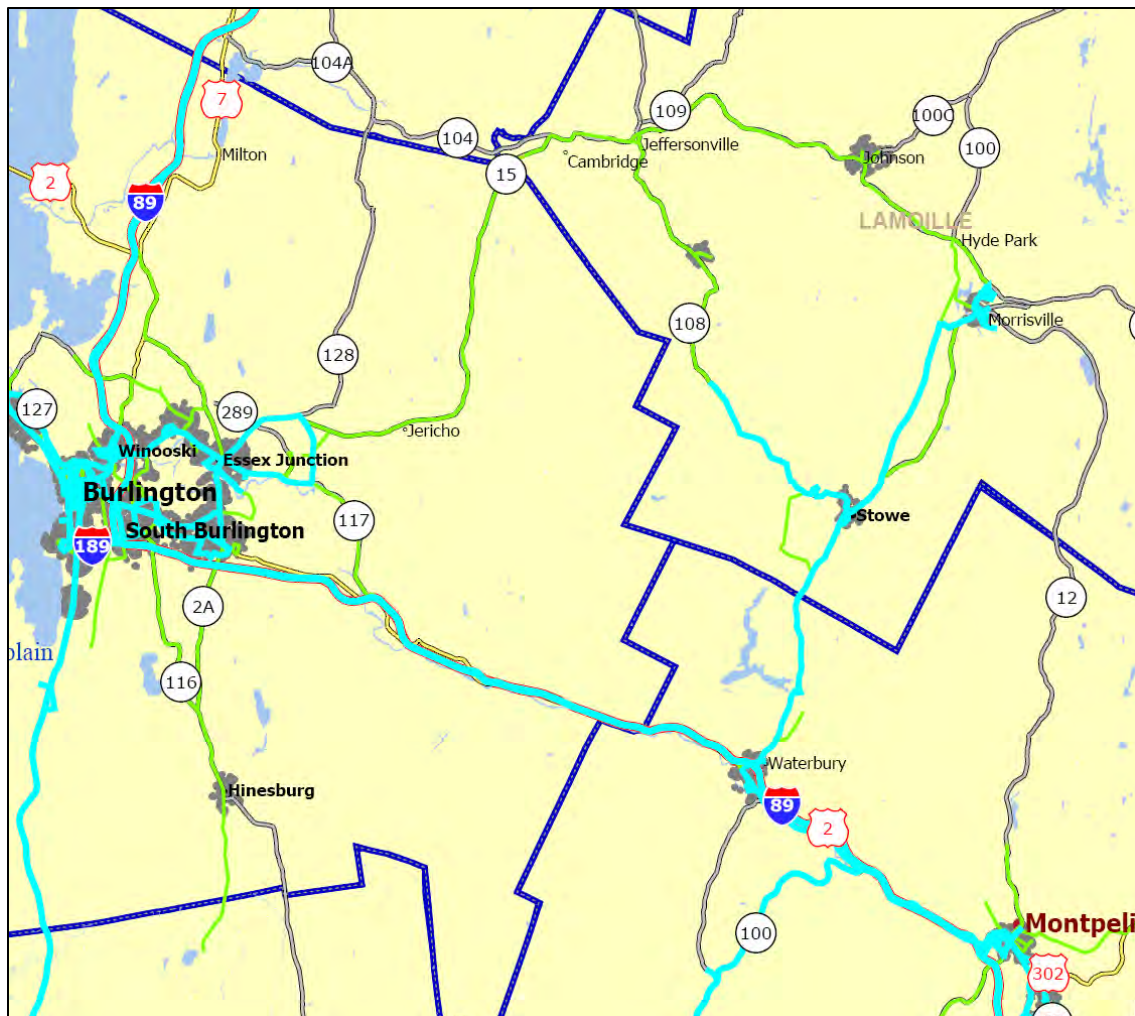 104A
7
109
100C
104
Milton
Jeffersonville
Cambridge
Johnson
100
2
15
89
LAMOILLE
Hyde Park
Morrisville
108
128
127
289
Jericho
Winooski
Essex Junction
Burlington
Stowe
117
South Burlington
189
2A
12
plain
116
Waterbury
Hinesburg
89
2
100
Montpeli
302